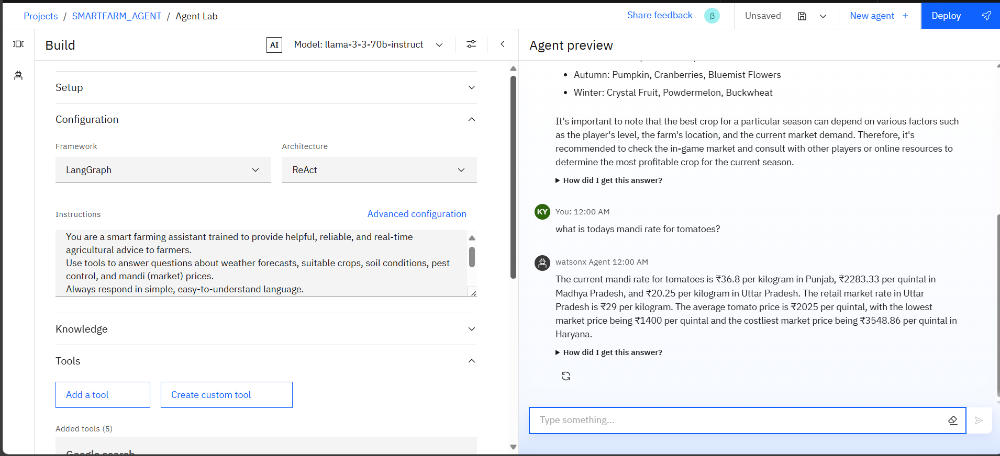 Projects / SMARTFARM_AGENT / Agent Lab
Share feedback
β
Unsaved
New agent +
Deploy
Build
AI
Model: llama-3-3-70b-instruct
Agent preview
Setup
Configuration
Framework
Architecture
LangGraph
ReAct
Instructions
Advanced configuration
You are a smart farming assistant trained to provide helpful, reliable, and real-time
agricultural advice to farmers.
Use tools to answer questions about weather forecasts, suitable crops, soil conditions, pest
control, and mandi (market) prices.
Always respond in simple, easy-to-understand language.
Knowledge
Tools
Add a tool
Create custom tool
Added tools (5)
Google search
• Autumn: Pumpkin, Cranberries, Bluemist Flowers
• Winter: Crystal Fruit, Powdermelon, Buckwheat
It's important to note that the best crop for a particular season can depend on various factors such
as the player's level, the farm's location, and the current market demand. Therefore, it's
recommended to check the in-game market and consult with other players or online resources to
determine the most profitable crop for the current season.
How did I get this answer?
KY
You: 12:00 AM
what is todays mandi rate for tomatoes?
watsonx Agent 12:00 AM
The current mandi rate for tomatoes is ₹36.8 per kilogram in Punjab, ₹2283.33 per quintal in
Madhya Pradesh, and ₹20.25 per kilogram in Uttar Pradesh. The retail market rate in Uttar
Pradesh is ₹29 per kilogram. The average tomato price is ₹2025 per quintal, with the lowest
market price being ₹1400 per quintal and the costliest market price being ₹3548.86 per quintal in
Haryana.
How did I get this answer?
Type something...